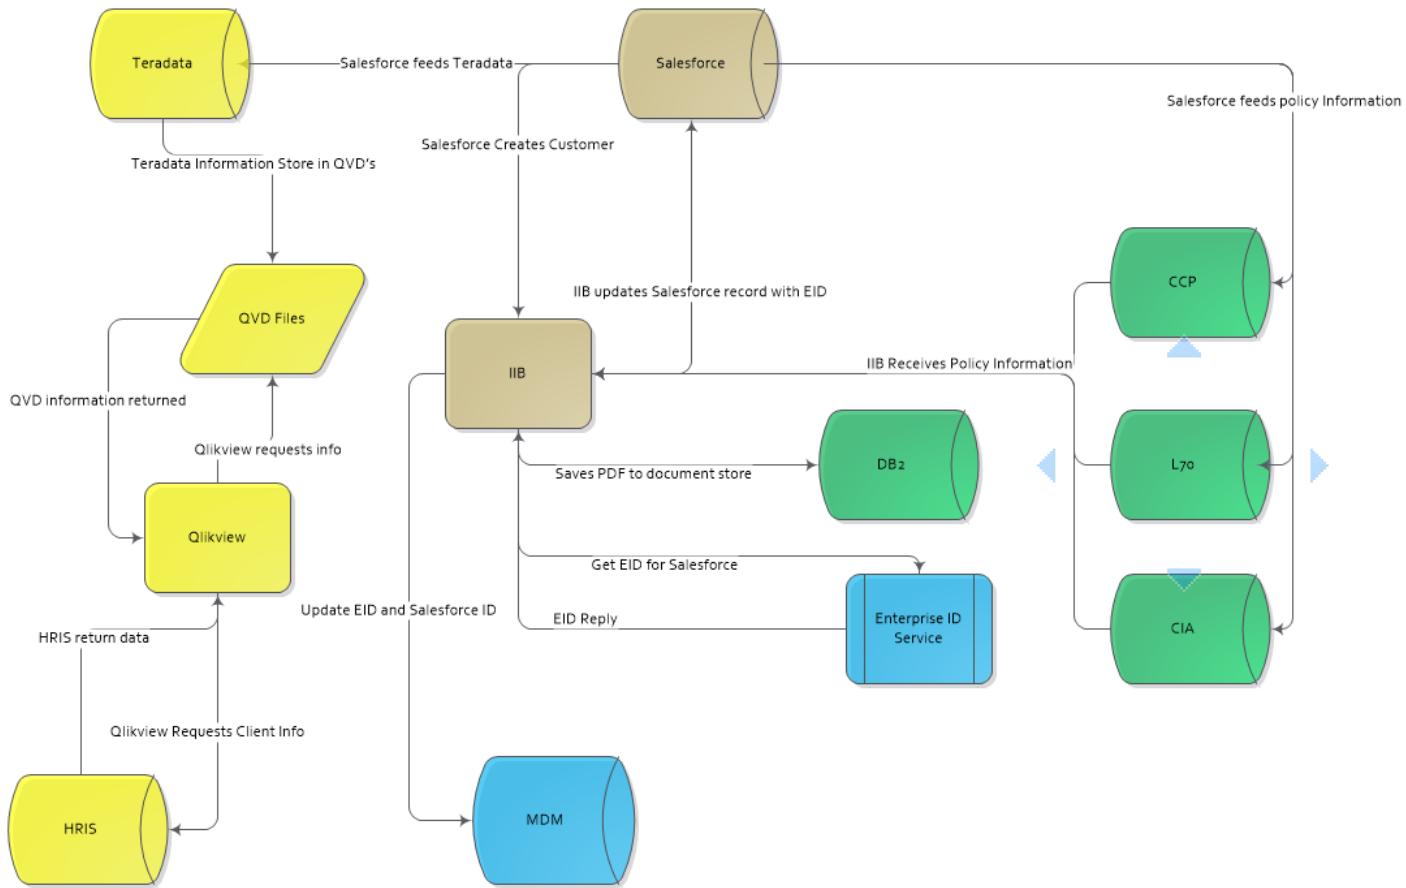 Teradata
Salesforce feeds Teradata
Salesforce
Salesforce feeds policy Information
Salesforce Creates Customer
Teradata Information Store in QVD's
CCP
IIB updates Salesforce record with EID
QVD Files
IIB Receives Policy Information
IIB
QVD information returned
Qlikview requests info
Saves PDF to document store
DB2
L70
Qlikview
Get EID for Salesforce
Update EID and Salesforce ID
EID Reply
Enterprise ID
Service
CIA
HRIS return data
Qlikview Requests Client Info
HRIS
MDM